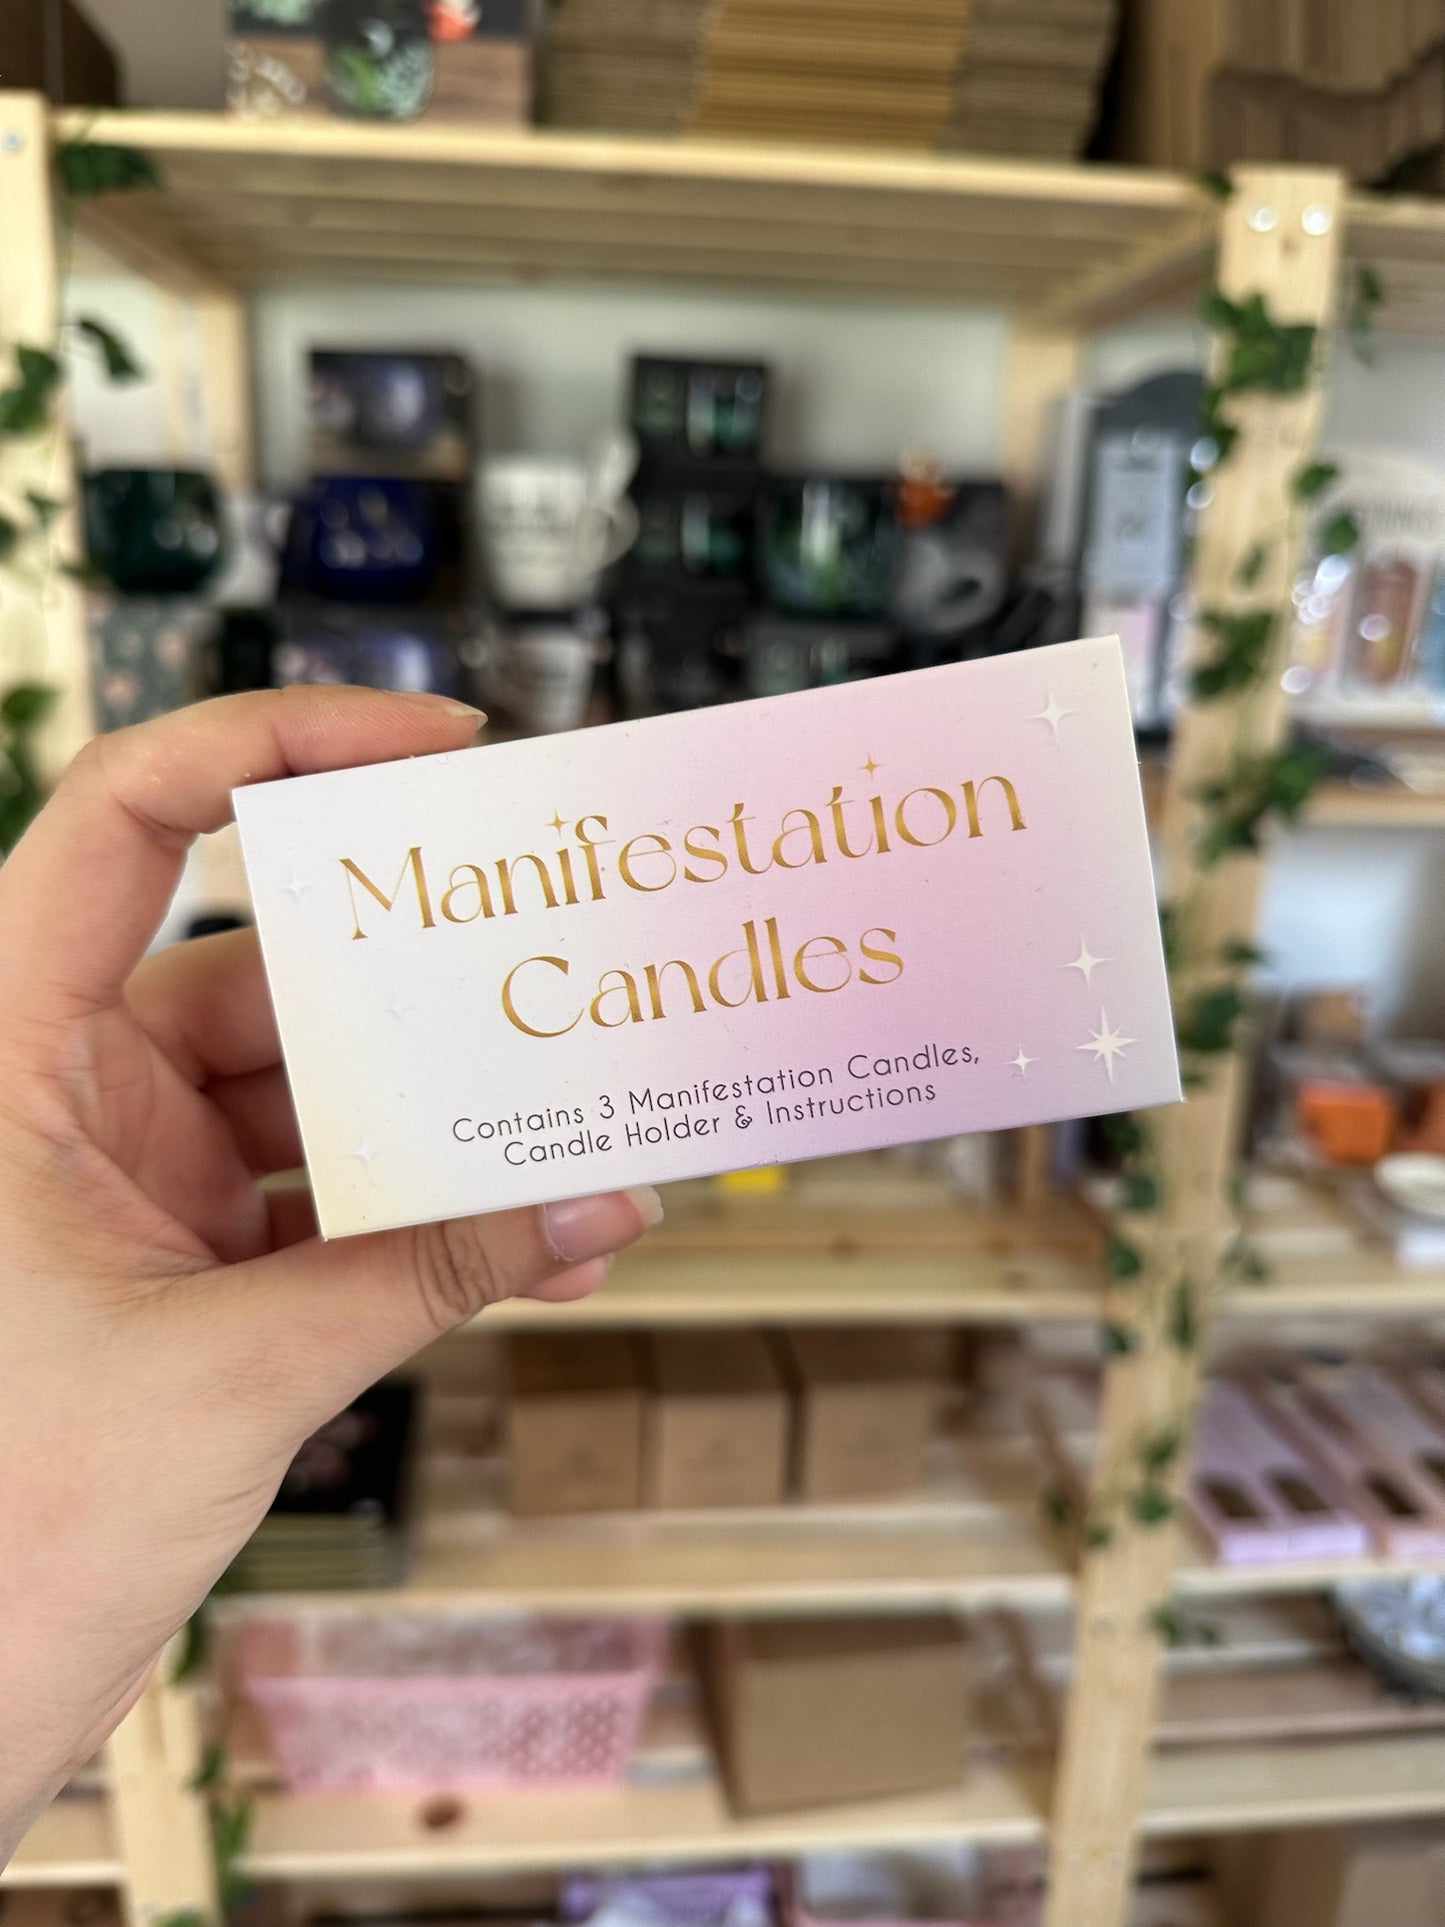 Manifestation
Candles
Contains 3 Manifestation Candles,
Candle Holder & Instructions